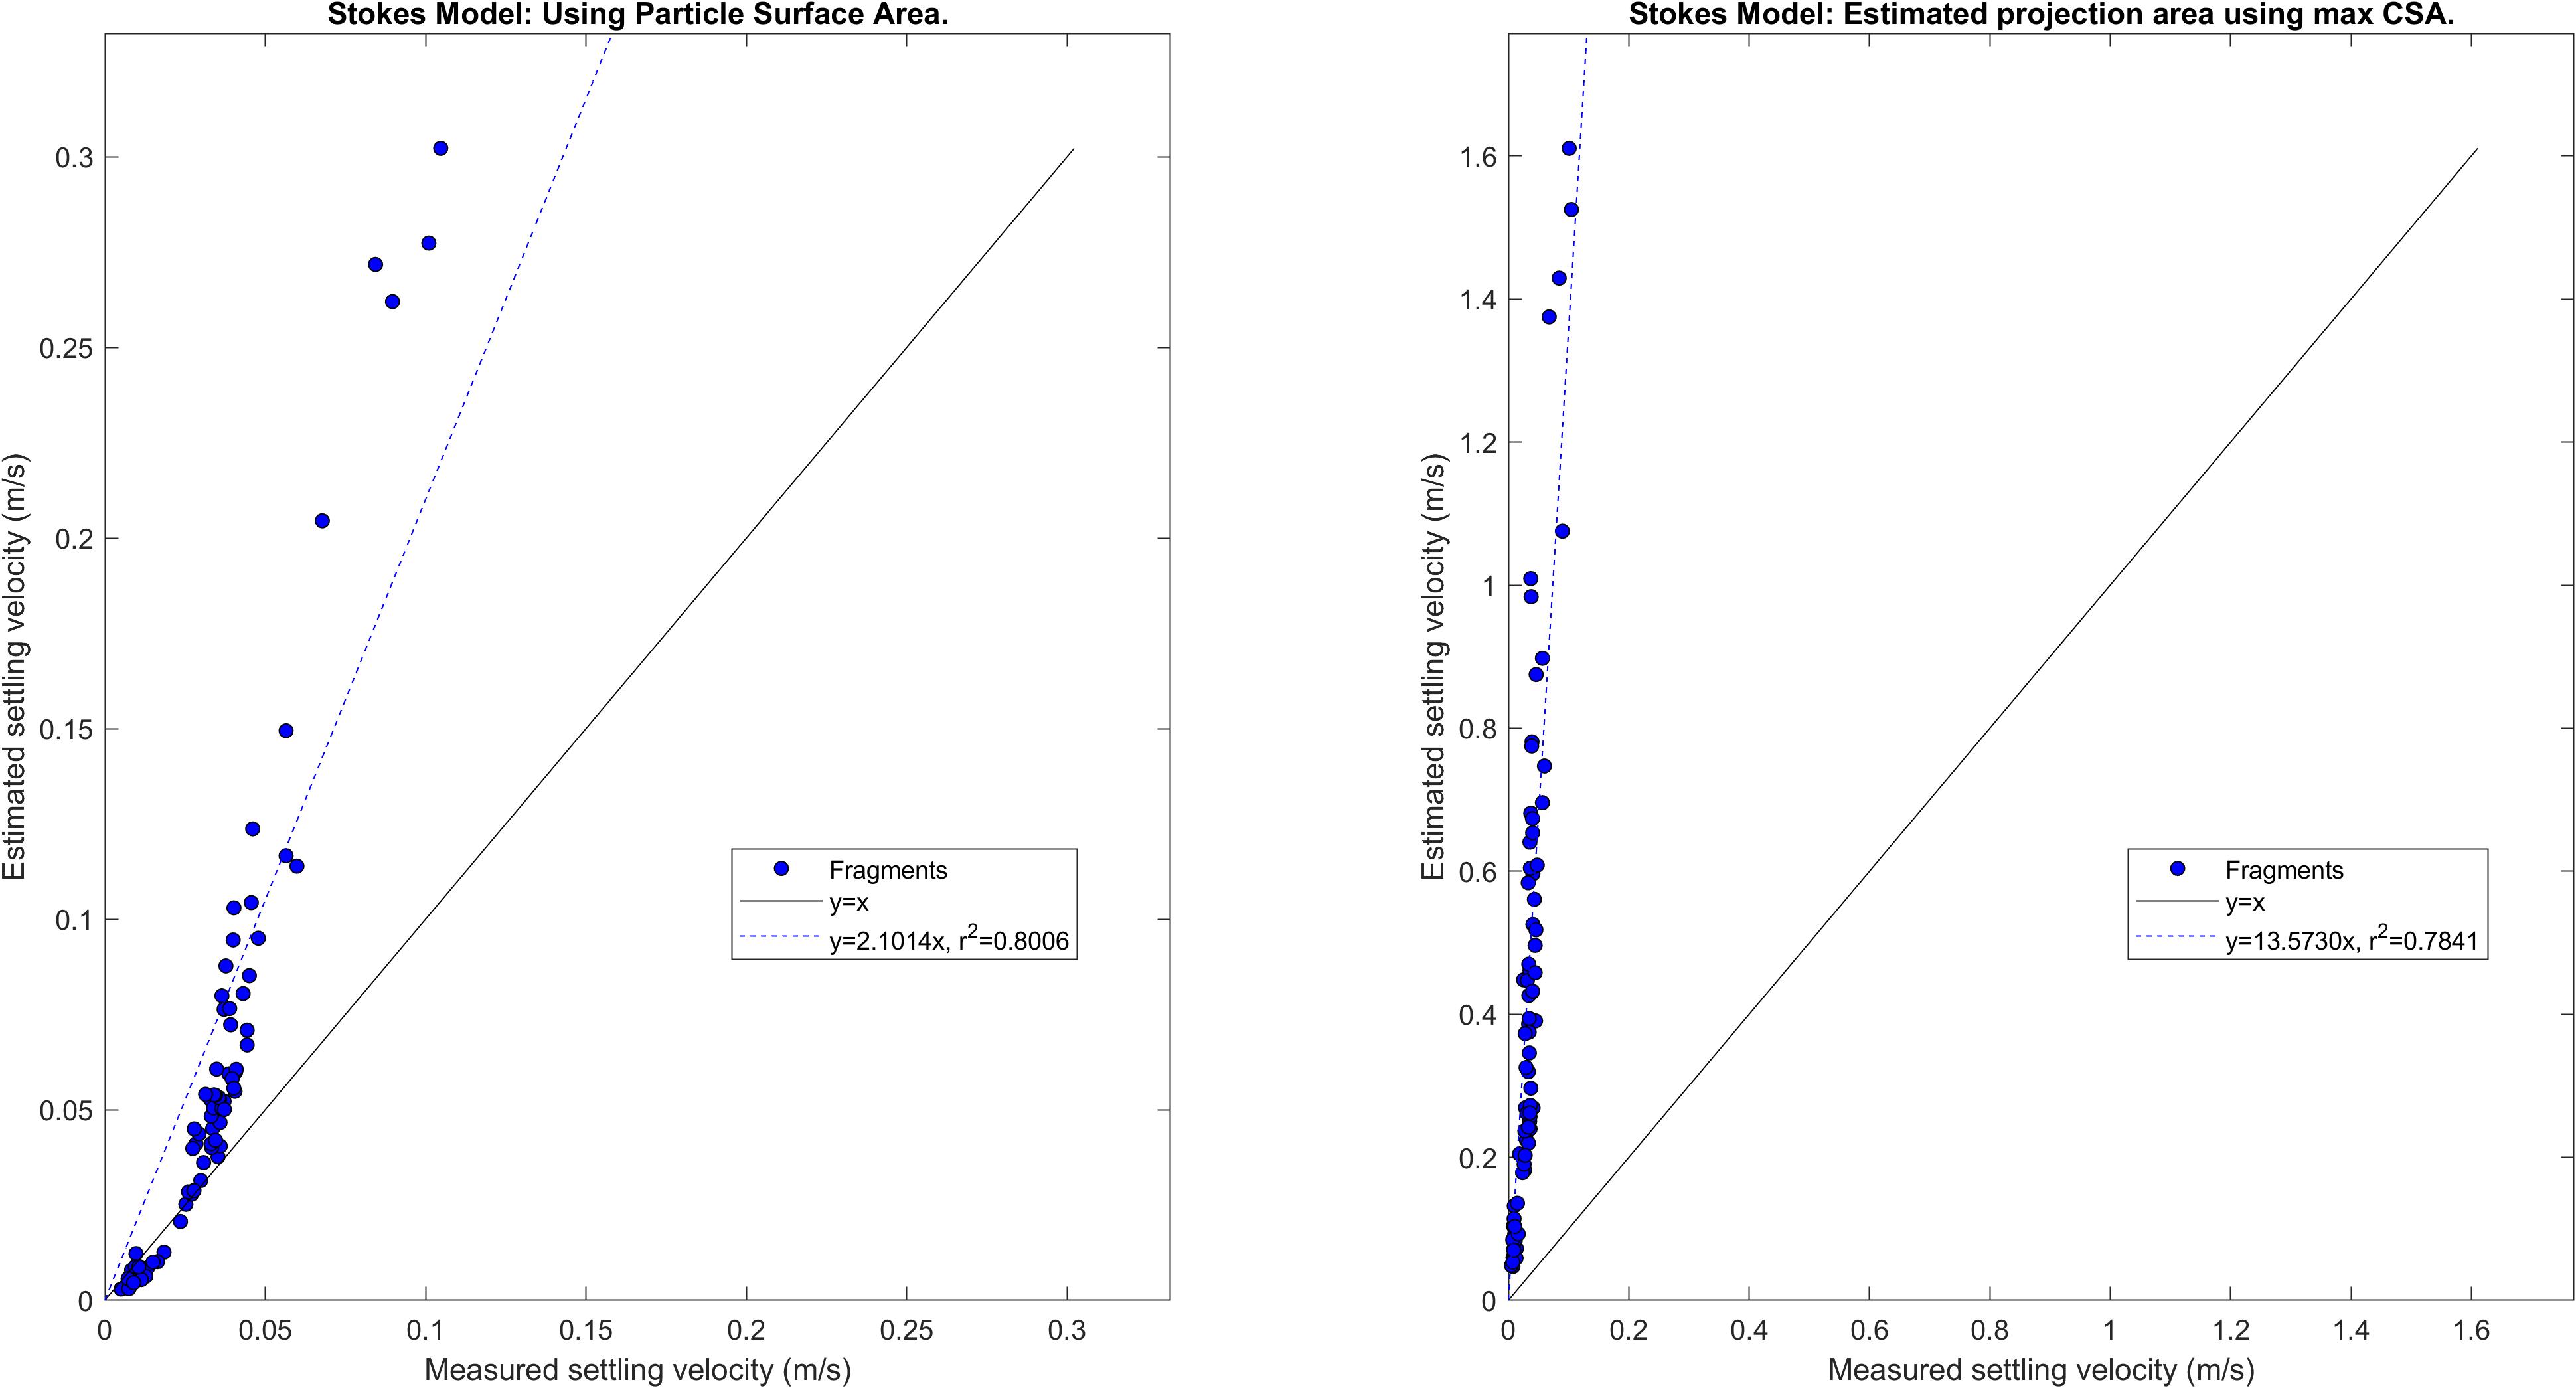 Stokes Model: Using Particle Surface Area.
Estimated settling velocity (m/s)
0.3
0.25
0.2
0.15
0.1
0.05
0
0 0.05 0.1 0.15 0.2 0.25 0.3
Measured settling velocity (m/s)
Fragments
y=x
y=2.1014x, r²=0.8006
Stokes Model: Estimated projection area using max CSA.
Estimated settling velocity (m/s)
1.6
1.4
1.2
1
0.8
0.6
0.4
0.2
0
0 0.2 0.4 0.6 0.8 1 1.2 1.4 1.6
Measured settling velocity (m/s)
Fragments
y=x
y=13.5730x, r²=0.7841